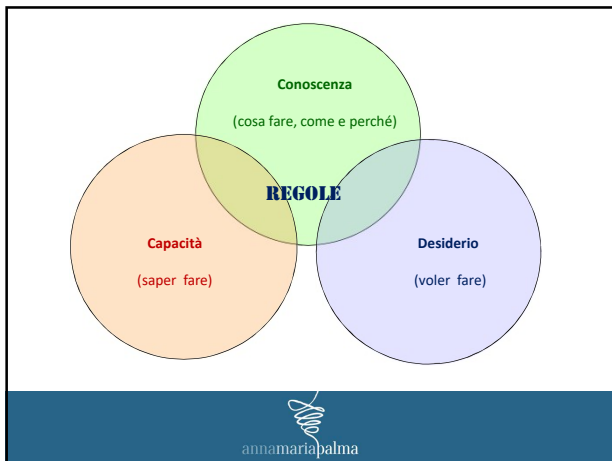 Conoscenza
(cosa fare, come e perché)
REGOLE
Capacità
(saper fare)
Desiderio
(voler fare)
annamariapalma